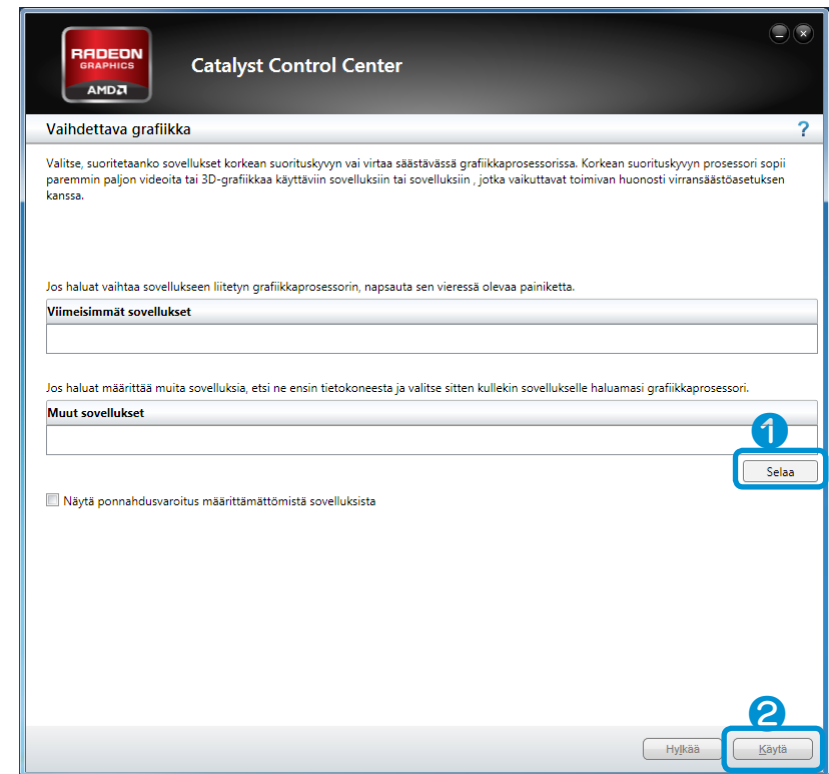 RADEON
GRAPHICS
AMD
Catalyst Control Center
Vaihdettava grafiikka
?
Valitse, suoritetaanko sovellukset korkean suorituskyvyn vai virtaa säästävässä grafiikkaprosessorissa. Korkean suorituskyvyn prosessori sopii
paremmin paljon videoita tai 3D-grafiikkaa käyttäviin sovelluksiin tai sovelluksiin , jotka vaikuttavat toimivan huonosti virransäästöasetuksen
kanssa.
Jos haluat vaihtaa sovellukseen liitetyn grafiikkaprosessorin, napsauta sen vieressä olevaa painiketta.
Viimeisimmät sovellukset
Jos haluat määrittää muita sovelluksia, etsi ne ensin tietokoneesta ja valitse sitten kullekin sovellukselle haluamasi grafiikkaprosessori.
Muut sovellukset
1
Selaa
Näytä ponnahdusvaroitus määrittämättömistä sovelluksista
2
Hylkää
Käytä